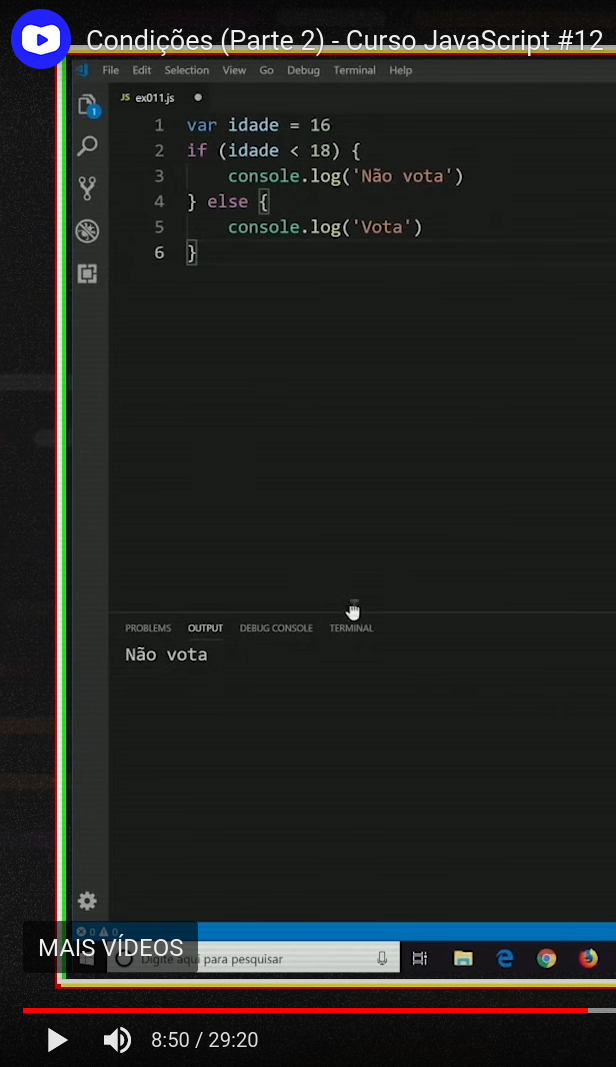 Condições (Parte 2) - Curso JavaScript #12
File Edit Selection View Go Debug Terminal Help
JS ex011.js
1
1 var idade = 16
2 if (idade < 18) {
3 console.log('Não vota')
4 } else {
5 console.log('Vota')
6 }
PROBLEMS OUTPUT DEBUG CONSOLE TERMINAL
Não vota
0 0
MAIS VÍDEOS
Digite aqui para pesquisar
8:50 / 29:20